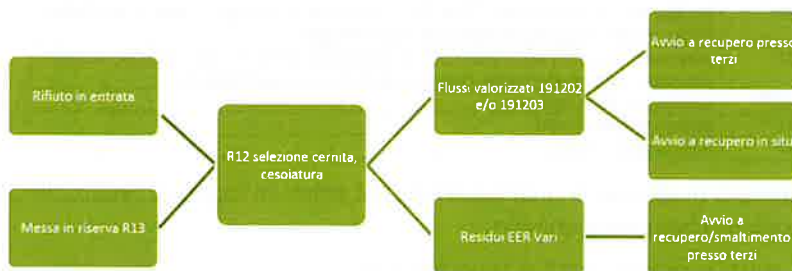 Rifiuto in entrata
Messa in riserva R13
R12 selezione cernita,
cesoiatura
Flussi valorizzati 191202
e/o 191203
Residui EER Vari
Avvio a recupero presso
terzi
Avvio a recupero in situ
Avvio a
recupero/smaltimento
presso terzi